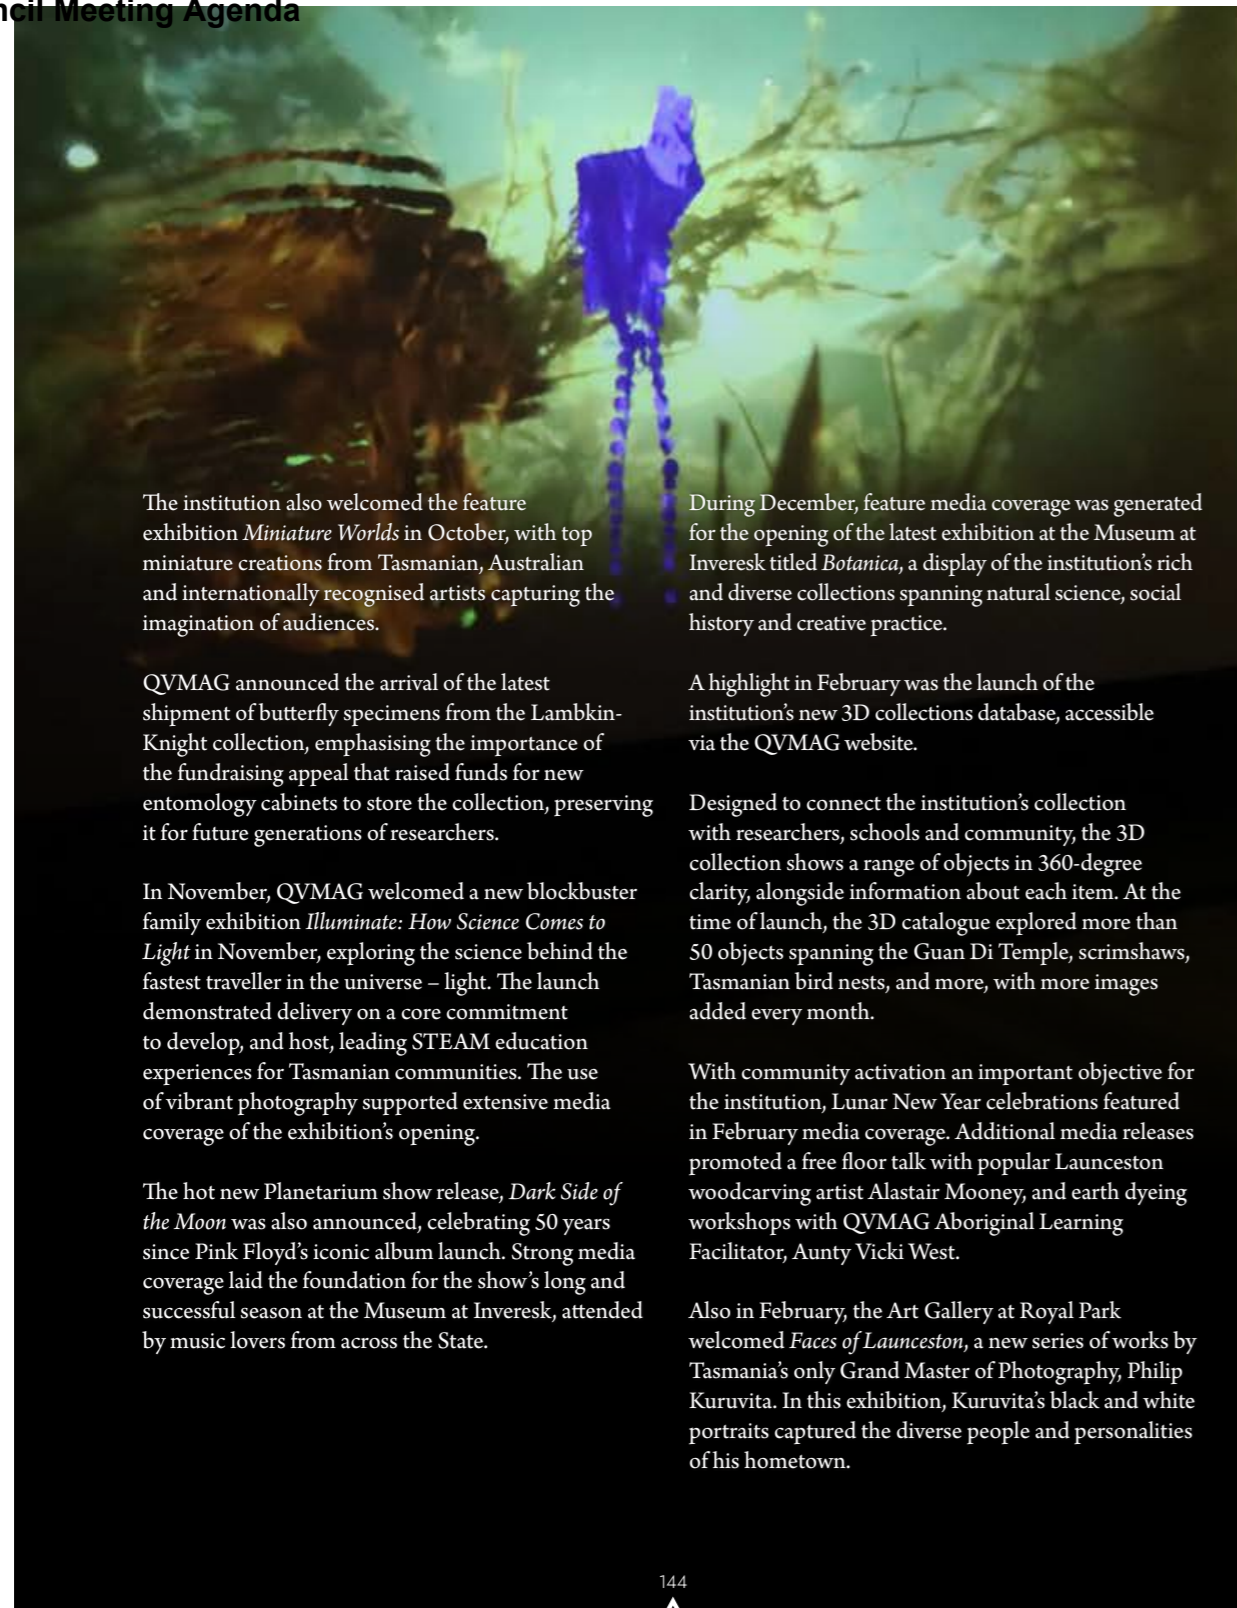 Meeting Agenda
The institution also welcomed the feature
exhibition Miniature Worlds in October, with top
miniature creations from Tasmanian, Australian
and internationally recognised artists capturing the
imagination of audiences.
QVMAG announced the arrival of the latest
shipment of butterfly specimens from the Lambkin-
Knight collection, emphasising the importance of
the fundraising appeal that raised funds for new
entomology cabinets to store the collection, preserving
it for future generations of researchers.
In November, QVMAG welcomed a new blockbuster
family exhibition Illuminate: How Science Comes to
Light in November, exploring the science behind the
fastest traveller in the universe – light. The launch
demonstrated delivery on a core commitment
to develop, and host, leading STEAM education
experiences for Tasmanian communities. The use
of vibrant photography supported extensive media
coverage of the exhibition's opening.
The hot new Planetarium show release, Dark Side of
the Moon was also announced, celebrating 50 years
since Pink Floyd's iconic album launch. Strong media
coverage laid the foundation for the show's long and
successful season at the Museum at Inveresk, attended
by music lovers from across the State.
During December, feature media coverage was generated
for the opening of the latest exhibition at the Museum at
Inveresk titled Botanica, a display of the institution's rich
and diverse collections spanning natural science, social
history and creative practice.
A highlight in February was the launch of the
institution's new 3D collections database, accessible
via the QVMAG website.
Designed to connect the institution's collection
with researchers, schools and community, the 3D
collection shows a range of objects in 360-degree
clarity, alongside information about each item. At the
time of launch, the 3D catalogue explored more than
50 objects spanning the Guan Di Temple, scrimshaws,
Tasmanian bird nests, and more, with more images
added every month.
With community activation an important objective for
the institution, Lunar New Year celebrations featured
in February media coverage. Additional media releases
promoted a free floor talk with popular Launceston
woodcarving artist Alastair Mooney, and earth dyeing
workshops with QVMAG Aboriginal Learning
Facilitator, Aunty Vicki West.
Also in February, the Art Gallery at Royal Park
welcomed Faces of Launceston, a new series of works by
Tasmania's only Grand Master of Photography, Philip
Kuruvita. In this exhibition, Kuruvita's black and white
portraits captured the diverse people and personalities
of his hometown.
144